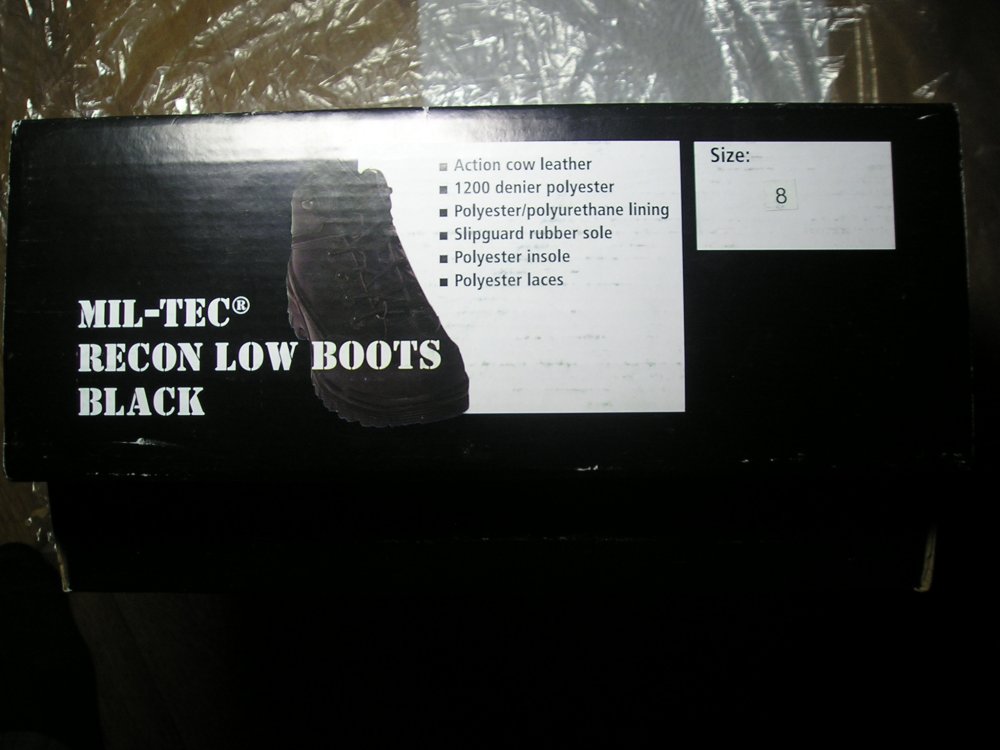 MIL-TEC®
RECON LOW BOOTS
BLACK
Action cow leather
1200 denier polyester
Polyester/polyurethane lining
Slipguard rubber sole
Polyester insole
Polyester laces
Size:
8